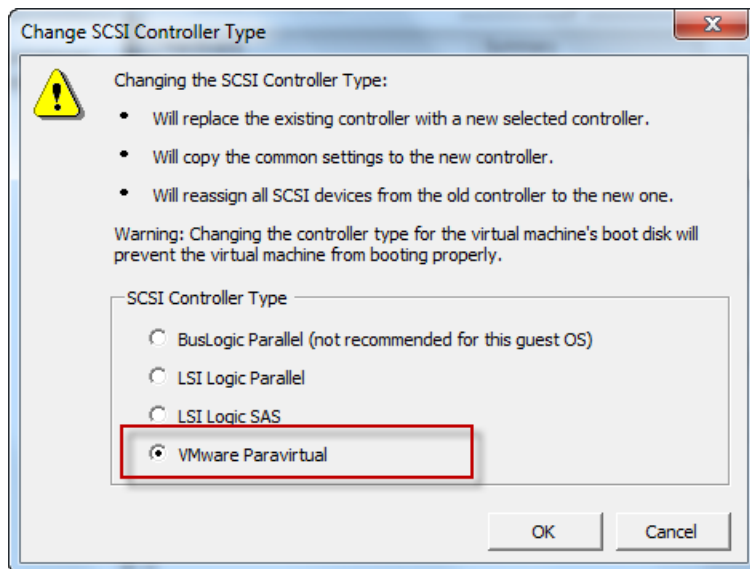 Change SCSI Controller Type
Changing the SCSI Controller Type:
• Will replace the existing controller with a new selected controller.
• Will copy the common settings to the new controller.
• Will reassign all SCSI devices from the old controller to the new one.
Warning: Changing the controller type for the virtual machine's boot disk will
prevent the virtual machine from booting properly.
SCSI Controller Type
BusLogic Parallel (not recommended for this guest OS)
LSI Logic Parallel
LSI Logic SAS
VMware Paravirtual
OK Cancel